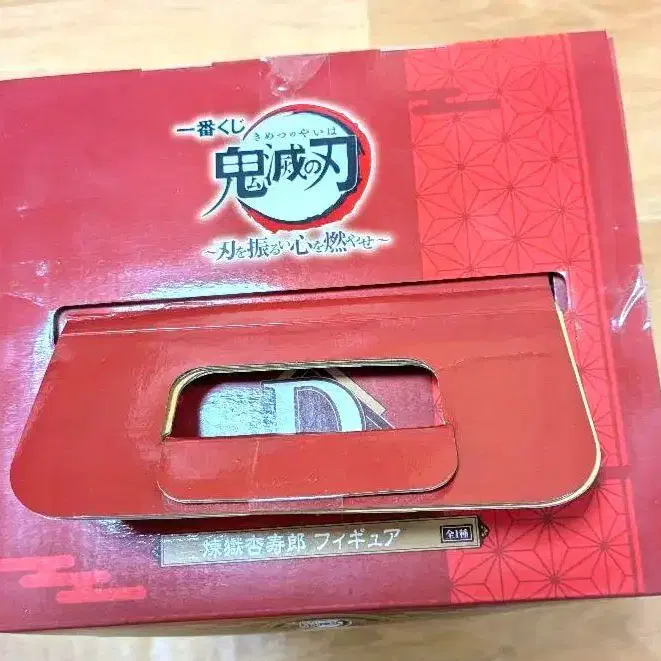 一番くじ
きめつのやいば
鬼滅の刃
~刃を振るい心を燃やせ~
D
煉獄杏寿郎 フィギュア 全1種